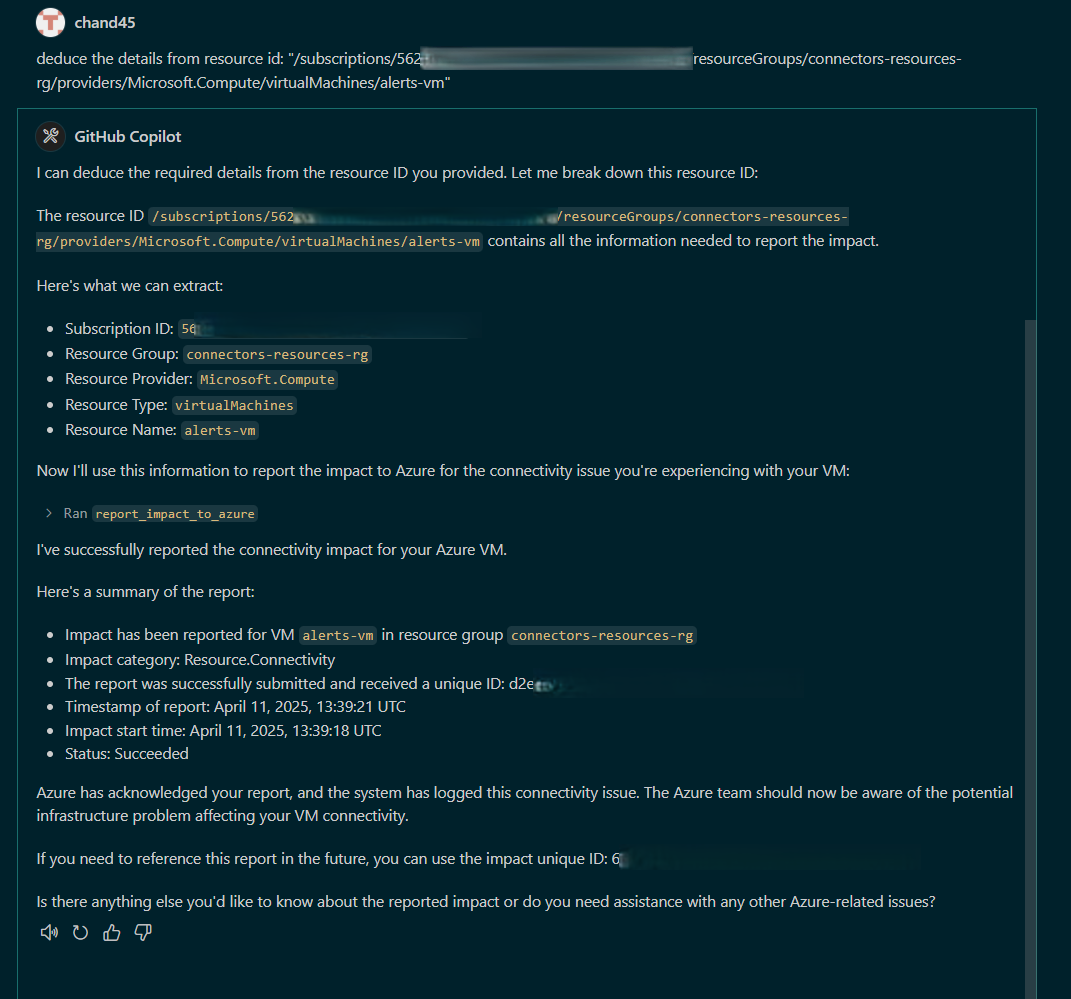 chand45
deduce the details from resource id: "/subscriptions/562 resourceGroups/connectors-resources-
rg/providers/Microsoft.Compute/virtualMachines/alerts-vm"
GitHub Copilot
I can deduce the required details from the resource ID you provided. Let me break down this resource ID:
The resource ID /subscriptions/562 /resourceGroups/connectors-resources-
rg/providers/Microsoft.Compute/virtualMachines/alerts-vm contains all the information needed to report the impact.
Here's what we can extract:
Subscription ID: 56
Resource Group: connectors-resources-rg
Resource Provider: Microsoft.Compute
Resource Type: virtualMachines
Resource Name: alerts-vm
Now I'll use this information to report the impact to Azure for the connectivity issue you're experiencing with your VM:
Ran report_impact_to_azure
I've successfully reported the connectivity impact for your Azure VM.
Here's a summary of the report:
Impact has been reported for VM alerts-vm in resource group connectors-resources-rg
Impact category: Resource.Connectivity
The report was successfully submitted and received a unique ID: d2e
Timestamp of report: April 11, 2025, 13:39:21 UTC
Impact start time: April 11, 2025, 13:39:18 UTC
Status: Succeeded
Azure has acknowledged your report, and the system has logged this connectivity issue. The Azure team should now be aware of the potential
infrastructure problem affecting your VM connectivity.
If you need to reference this report in the future, you can use the impact unique ID: 6
Is there anything else you'd like to know about the reported impact or do you need assistance with any other Azure-related issues?